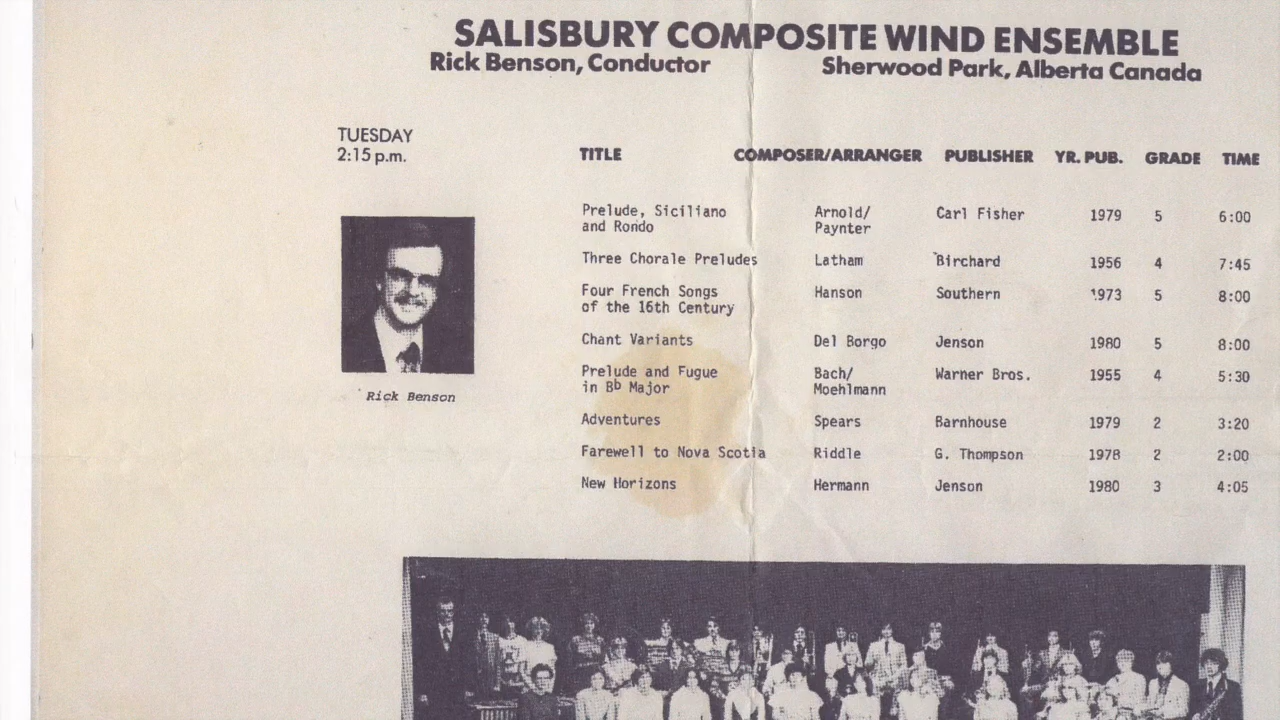 SALISBURY COMPOSITE WIND ENSEMBLE
Rick Benson, Conductor Sherwood Park, Alberta Canada
TUESDAY
2:15 p.m.
TITLE COMPOSER/ARRANGER PUBLISHER YR. PUB. GRADE TIME
Prelude, Siciliano Arnold/ Carl Fisher 1979 5 6:00
and Rondo Paynter
Three Chorale Preludes Latham Birchard 1956 4 7:45
Four French Songs Hanson Southern 1973 5 8:00
of the 16th Century
Chant Variants Del Borgo Jenson 1980 5 8:00
Prelude and Fugue Bach/ Warner Bros. 1955 4 5:30
in Bb Major Moehlmann
Adventures Spears Barnhouse 1979 2 3:20
Farewell to Nova Scotia Riddle G. Thompson 1978 2 2:00
New Horizons Hermann Jenson 1980 3 4:05
Rick Benson